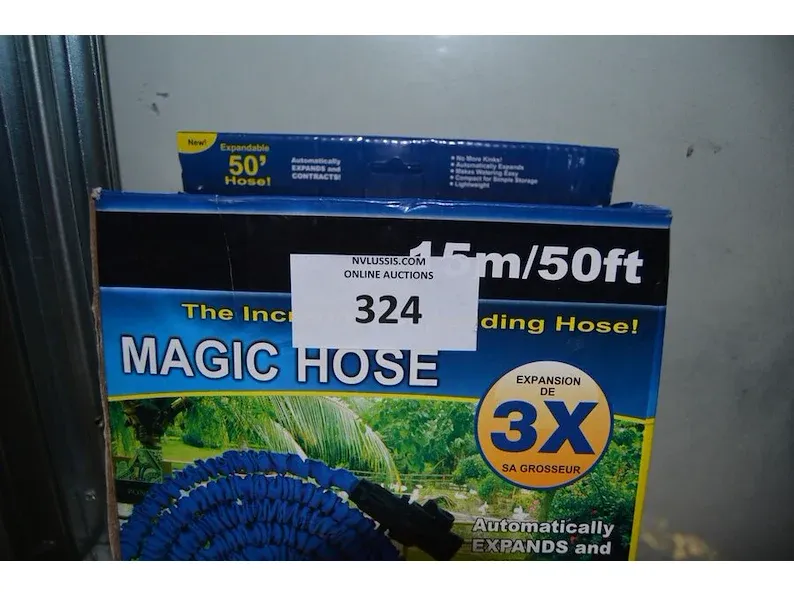 New!
Expandable
50'
Hose!
Automatically
EXPANDS and
CONTRACTS!
• No More Kinks!
• Automatically Expands
• Makes Watering Easy
• Compact for Simple Storage
• Lightweight
15m/50ft
NVLUSSIS.COM
ONLINE AUCTIONS
324
The Inc ding Hose!
MAGIC HOSE
EXPANSION
DE
3X
SA GROSSEUR
Automatically
EXPANDS and